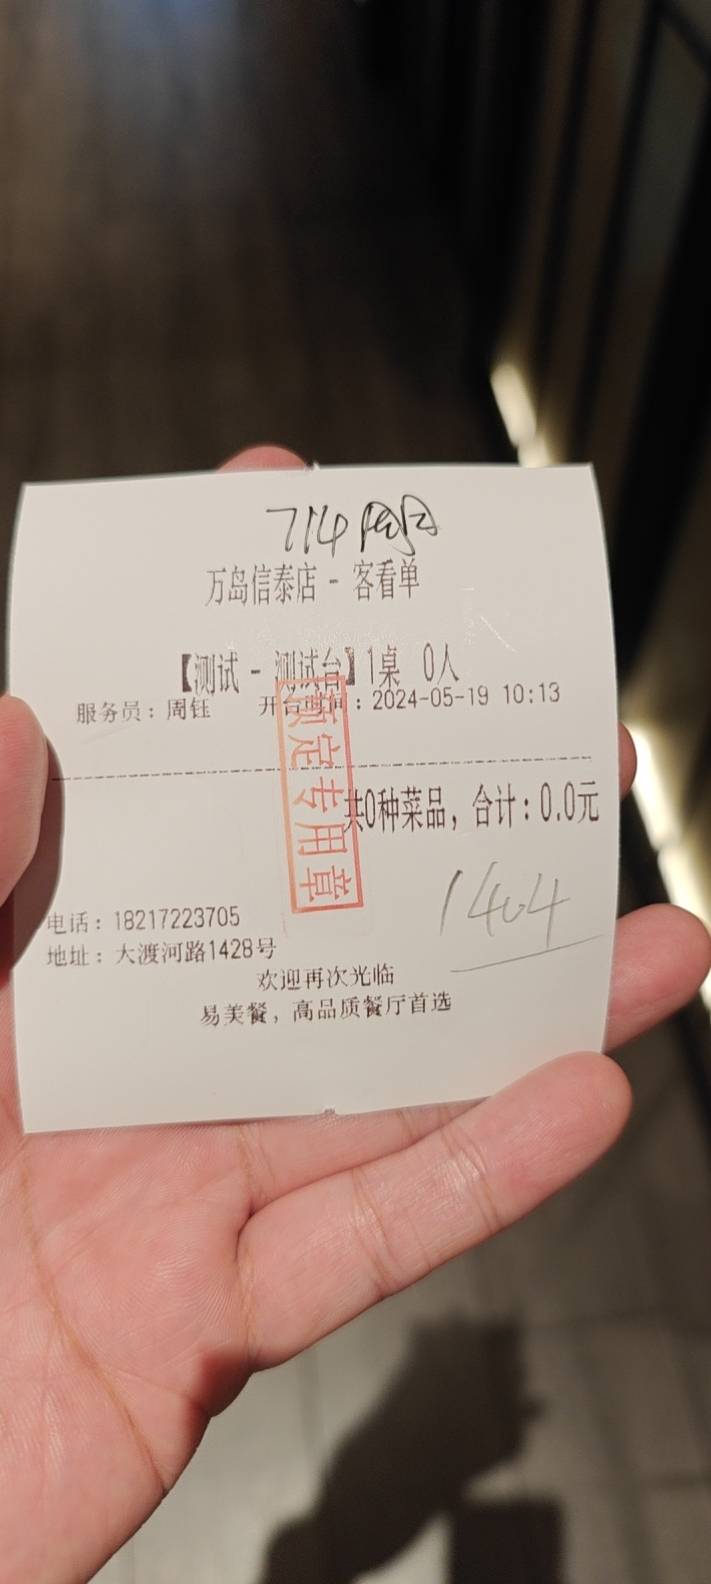 714
万岛信泰店 - 客看单
【测试 - 测试台】1桌 0人
服务员：周钰 开台时间：2024-05-19 10:13
共0种菜品，合计：0.0元
定专用章
1404
电话：18217223705
地址：大渡河路1428号
欢迎再次光临
易美餐，高品质餐厅首选